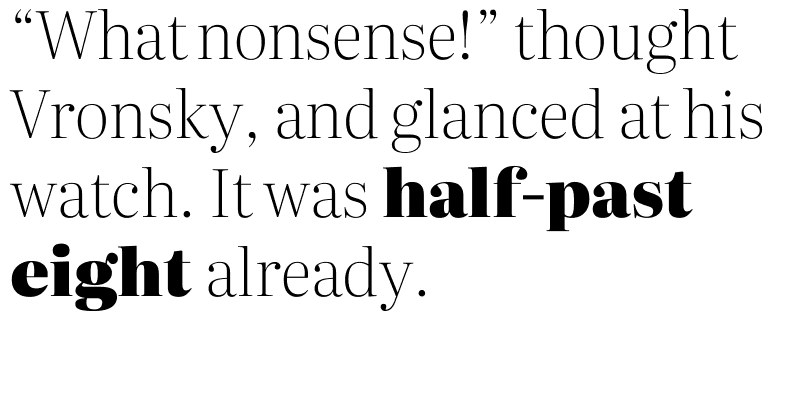 “What nonsense!” thought
Vronsky, and glanced at his
watch. It was half-past
eight already.